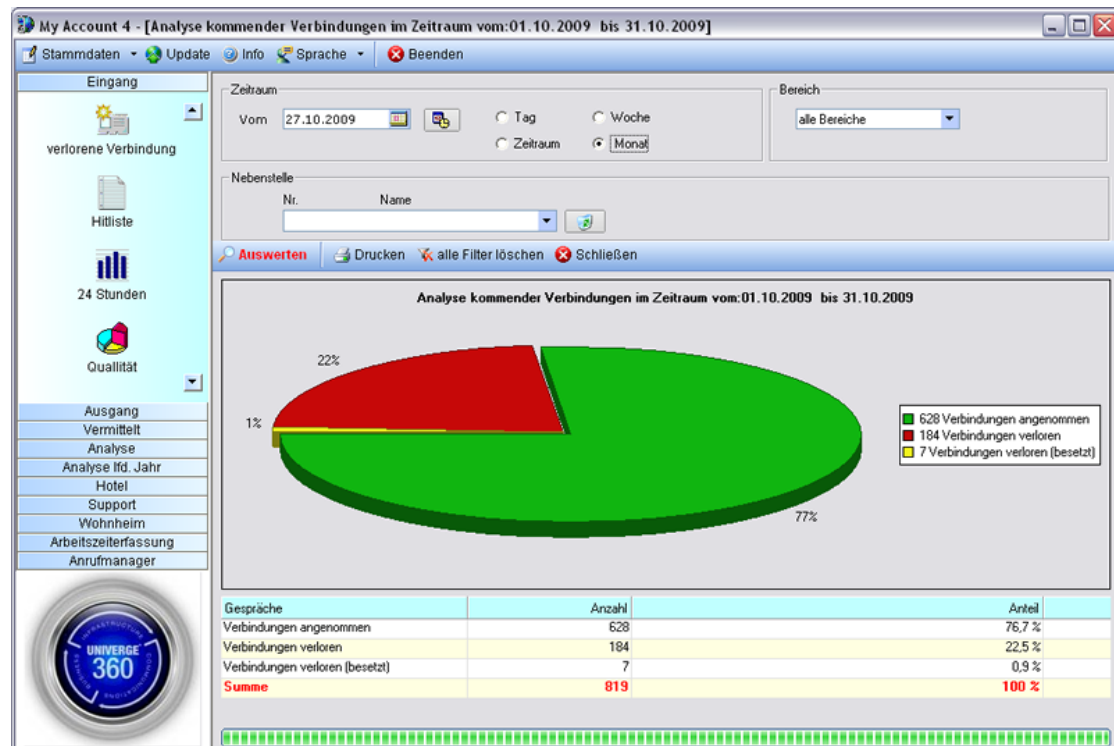 My Account 4 - [Analyse kommender Verbindungen im Zeitraum vom:01.10.2009 bis 31.10.2009]
Stammdaten Update Info Sprache Beenden
Eingang
verlorene Verbindung
Hitliste
24 Stunden
Quallität
Ausgang
Vermittelt
Analyse
Analyse lfd. Jahr
Hotel
Support
Wohnheim
Arbeitszeiterfassung
Anrufmanager
INFRASTRUCTURE
COMMUNICATIONS
BUSINESS
UNIVERGE
360
Zeitraum
Vom 27.10.2009
Tag Woche
Zeitraum Monat
Bereich
alle Bereiche
Nebenstelle
Nr. Name
Auswerten Drucken alle Filter löschen Schließen
Analyse kommender Verbindungen im Zeitraum vom:01.10.2009 bis 31.10.2009
22%
1%
77%
628 Verbindungen angenommen
184 Verbindungen verloren
7 Verbindungen verloren (besetzt)
Gespräche Anzahl Anteil
Verbindungen angenommen 628 76,7 %
Verbindungen verloren 184 22,5 %
Verbindungen verloren (besetzt) 7 0,9 %
Summe 819 100 %